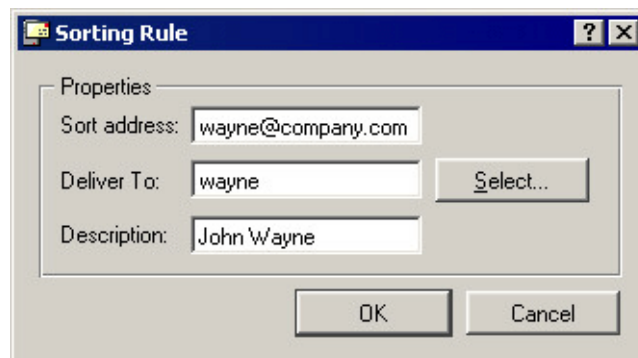 Sorting Rule
Properties
Sort address: wayne@company.com
Deliver To: wayne Select...
Description: John Wayne
OK Cancel